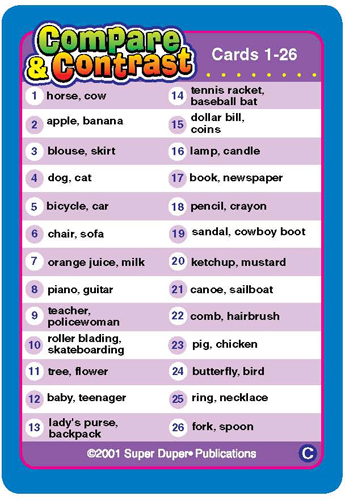 Compare
& Contrast
Cards 1-26
1 horse, cow
2 apple, banana
3 blouse, skirt
4 dog, cat
5 bicycle, car
6 chair, sofa
7 orange juice, milk
8 piano, guitar
9 teacher,
policewoman
10 roller blading,
skateboarding
11 tree, flower
12 baby, teenager
13 lady's purse,
backpack
14 tennis racket,
baseball bat
15 dollar bill,
coins
16 lamp, candle
17 book, newspaper
18 pencil, crayon
19 sandal, cowboy boot
20 ketchup, mustard
21 canoe, sailboat
22 comb, hairbrush
23 pig, chicken
24 butterfly, bird
25 ring, necklace
26 fork, spoon
©2001 Super Duper® Publications
C